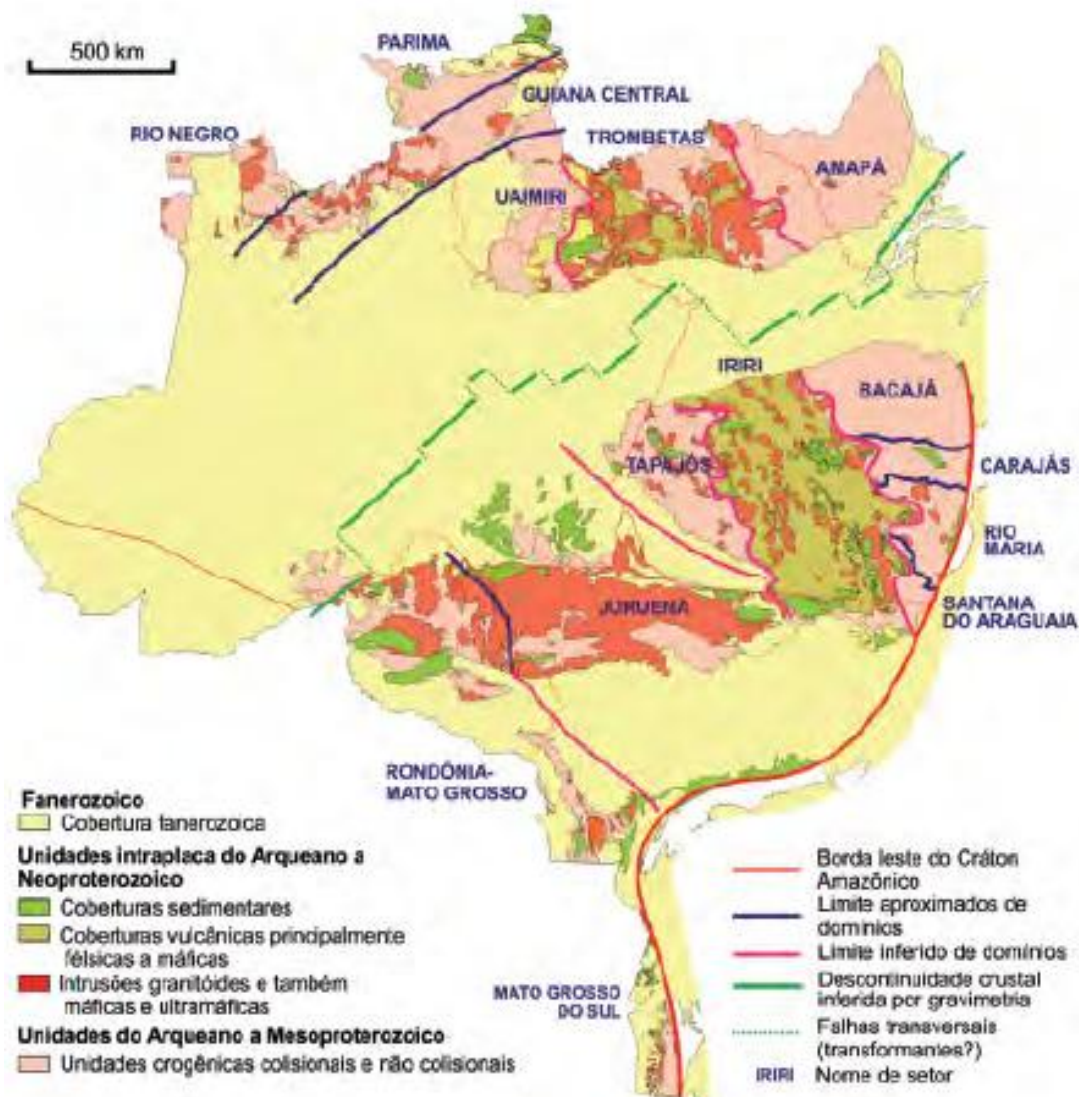 500 km
PARIMA
GUIANA CENTRAL
RIO NEGRO
TROMBETAS
AMAPÁ
UAIMIRI
IRIRI
BACAJÁ
TAPAJÓS
CARAJÁS
RIO
MARIA
JURUENA
SANTANA
DO ARAGUAIA
RONDÔNIA-
MATO GROSSO
MATO GROSSO
DO SUL
Fanerozoico
Cobertura fanerozoica
Unidades intraplaca do Arqueano a
Neoproterozoico
Coberturas sedimentares
Coberturas vulcânicas principalmente
félsicas a máficas
Intrusões granitóides e também
máficas e ultramáficas
Unidades do Arqueano a Mesoproterozoico
Unidades orogênicas colisionais e não colisionais
Borda leste do Cráton
Amazônico
Limite aproximados de
domínios
Limite inferido de domínios
Descontinuidade crustal
inferida por gravimetria
Falhas transversais
(transformantes?)
IRIRI Nome de setor